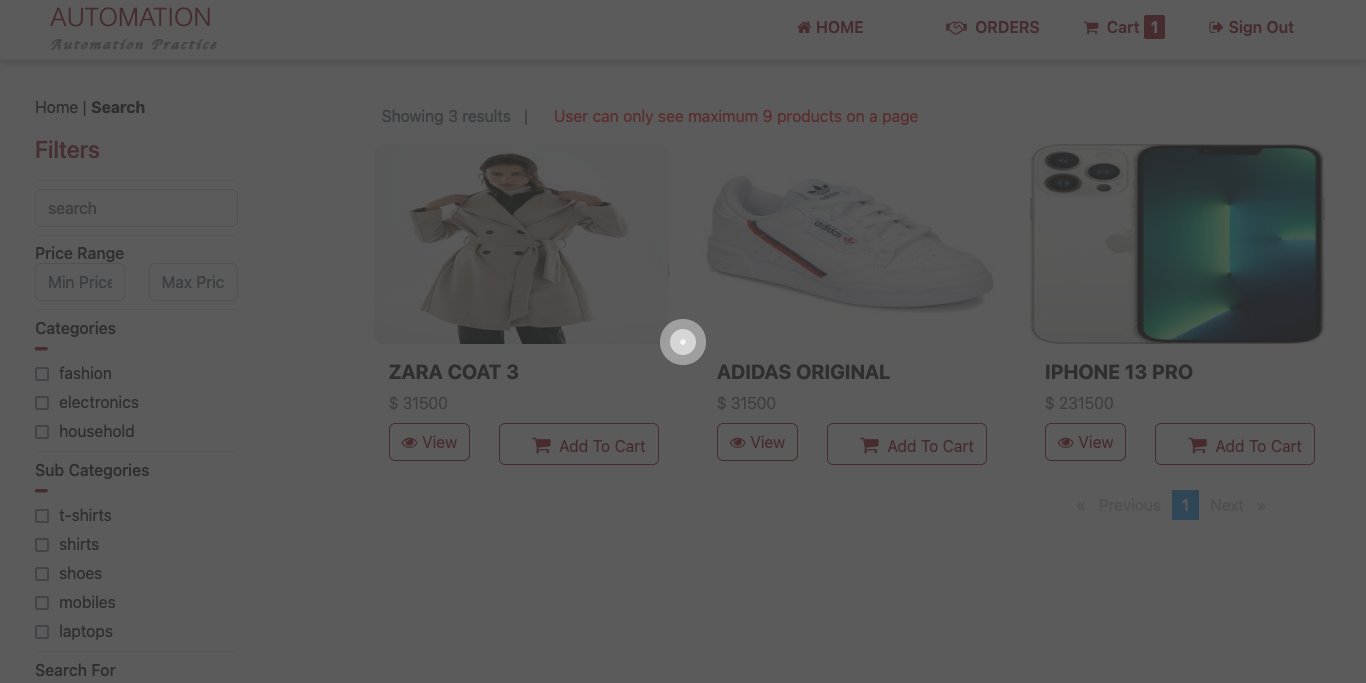 AUTOMATION
Automation Practice
HOME
ORDERS
Cart 1
Sign Out
Home | Search
Showing 3 results |
User can only see maximum 9 products on a page
Filters
search
Price Range
Min Price
Max Pric
Categories
fashion
electronics
household
Sub Categories
t-shirts
shirts
shoes
mobiles
laptops
Search For
adidas
ZARA COAT 3
$ 31500
View
Add To Cart
ADIDAS ORIGINAL
$ 31500
View
Add To Cart
IPHONE 13 PRO
$ 231500
View
Add To Cart
« Previous 1 Next »